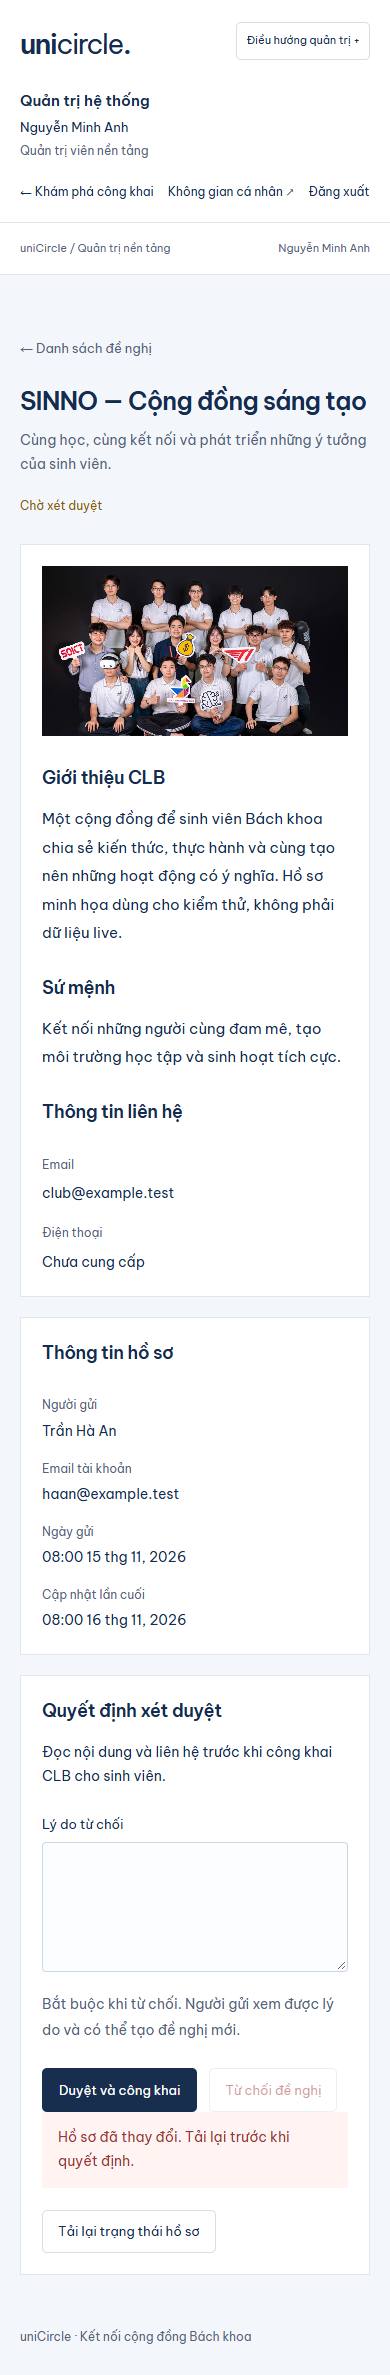 unicircle.
Điều hướng quản trị +
Quản trị hệ thống
Nguyễn Minh Anh
Quản trị viên nền tảng
← Khám phá công khai
Không gian cá nhân ↗
Đăng xuất
uniCircle / Quản trị nền tảng
Nguyễn Minh Anh
← Danh sách đề nghị
SINNO — Cộng đồng sáng tạo
Cùng học, cùng kết nối và phát triển những ý tưởng
của sinh viên.
Chờ xét duyệt
SOICT
Giới thiệu CLB
Một cộng đồng để sinh viên Bách khoa
chia sẻ kiến thức, thực hành và cùng tạo
nên những hoạt động có ý nghĩa. Hồ sơ
minh họa dùng cho kiểm thử, không phải
dữ liệu live.
Sứ mệnh
Kết nối những người cùng đam mê, tạo
môi trường học tập và sinh hoạt tích cực.
Thông tin liên hệ
Email
club@example.test
Điện thoại
Chưa cung cấp
Thông tin hồ sơ
Người gửi
Trần Hà An
Email tài khoản
haan@example.test
Ngày gửi
08:00 15 thg 11, 2026
Cập nhật lần cuối
08:00 16 thg 11, 2026
Quyết định xét duyệt
Đọc nội dung và liên hệ trước khi công khai
CLB cho sinh viên.
Lý do từ chối
Bắt buộc khi từ chối. Người gửi xem được lý
do và có thể tạo đề nghị mới.
Duyệt và công khai
Từ chối đề nghị
Hồ sơ đã thay đổi. Tải lại trước khi
quyết định.
Tải lại trạng thái hồ sơ
uniCircle · Kết nối cộng đồng Bách khoa